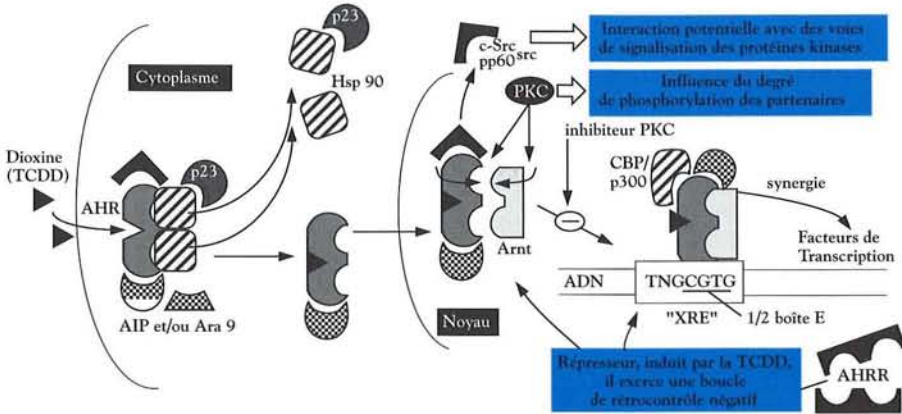 p23
Cytoplasme
Hsp 90
Dioxine
(TCDD)
AHR
p23
AIP et/ou Ara 9
Noyau
c-Src
pp60src
PKC
Interaction potentielle avec des voies
de signalisation des protéines kinases
Influence du degré
de phosphorylation des partenaires
inhibiteur PKC
Arnt
CBP/
p300
synergie
Facteurs de
Transcription
ADN
TNGCGTG
"XRE"
1/2 boîte E
Répresseur, induit par la TCDD,
il exerce une boucle
de rétrocontrôle négatif
AHRR